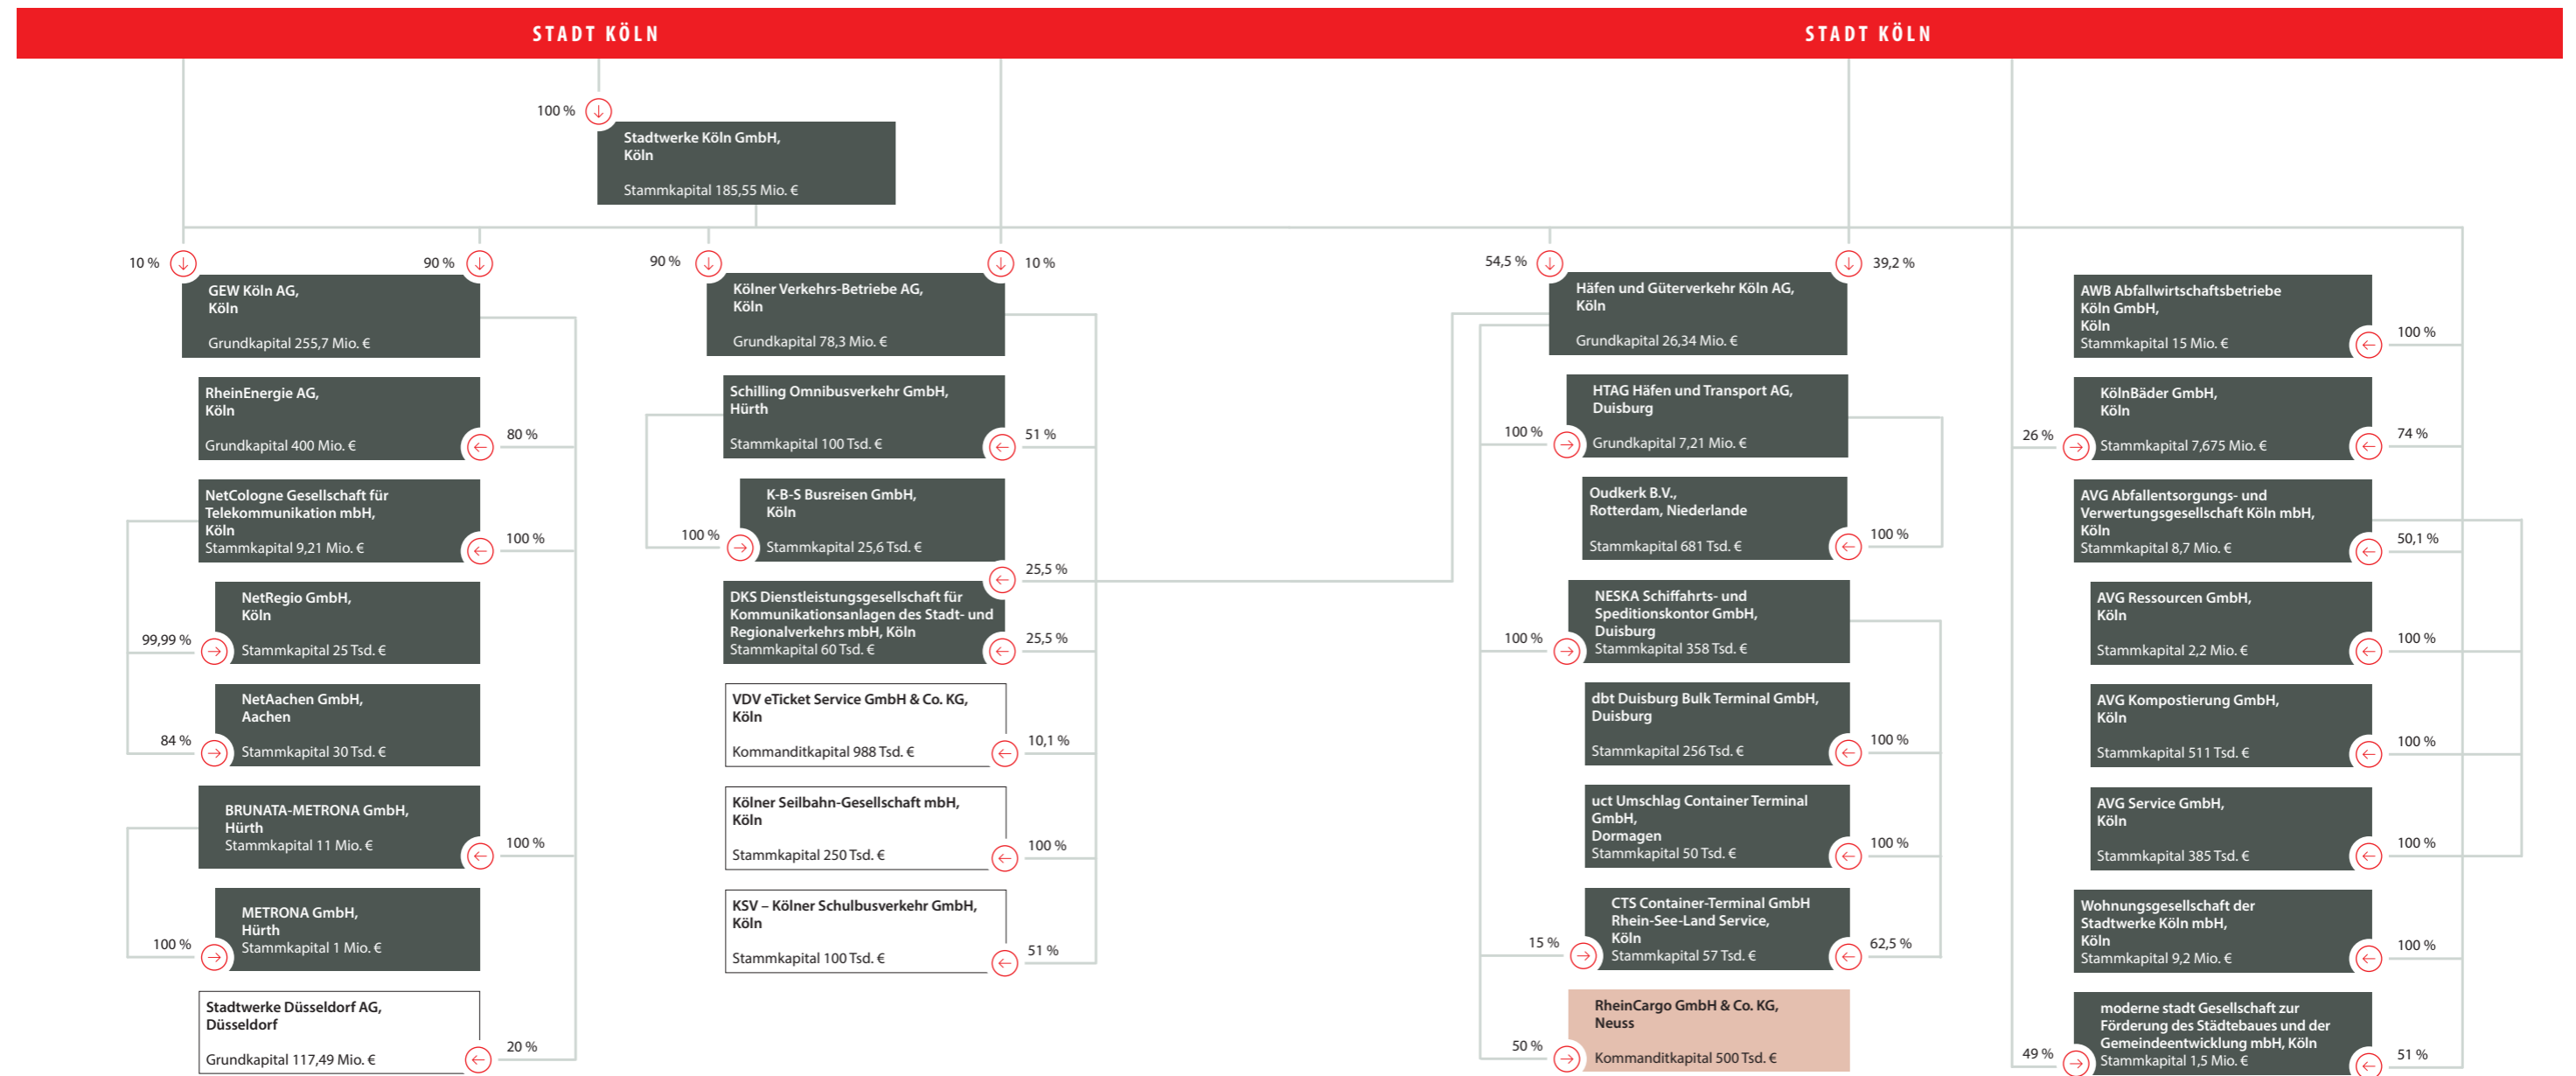 STADT KÖLN
STADT KÖLN
100 %
Stadtwerke Köln GmbH,
Köln
Stammkapital 185,55 Mio. €
10 %
90 %
GEW Köln AG,
Köln
Grundkapital 255,7 Mio. €
RheinEnergie AG,
Köln
Grundkapital 400 Mio. €
80 %
NetCologne Gesellschaft für
Telekommunikation mbH,
Köln
Stammkapital 9,21 Mio. €
100 %
NetRegio GmbH,
Köln
Stammkapital 25 Tsd. €
99,99 %
NetAachen GmbH,
Aachen
Stammkapital 30 Tsd. €
84 %
BRUNATA-METRONA GmbH,
Hürth
Stammkapital 11 Mio. €
100 %
METRONA GmbH,
Hürth
Stammkapital 1 Mio. €
100 %
Stadtwerke Düsseldorf AG,
Düsseldorf
Grundkapital 117,49 Mio. €
20 %
90 %
10 %
Kölner Verkehrs-Betriebe AG,
Köln
Grundkapital 78,3 Mio. €
Schilling Omnibusverkehr GmbH,
Hürth
Stammkapital 100 Tsd. €
51 %
K-B-S Busreisen GmbH,
Köln
Stammkapital 25,6 Tsd. €
100 %
25,5 %
DKS Dienstleistungsgesellschaft für
Kommunikationsanlagen des Stadt- und
Regionalverkehrs mbH, Köln
Stammkapital 60 Tsd. €
25,5 %
VDV eTicket Service GmbH & Co. KG,
Köln
Kommanditkapital 988 Tsd. €
10,1 %
Kölner Seilbahn-Gesellschaft mbH,
Köln
Stammkapital 250 Tsd. €
100 %
KSV – Kölner Schulbusverkehr GmbH,
Köln
Stammkapital 100 Tsd. €
51 %
54,5 %
39,2 %
Häfen und Güterverkehr Köln AG,
Köln
Grundkapital 26,34 Mio. €
HTAG Häfen und Transport AG,
Duisburg
Grundkapital 7,21 Mio. €
100 %
Oudkerk B.V.,
Rotterdam, Niederlande
Stammkapital 681 Tsd. €
100 %
NESKA Schiffahrts- und
Speditionskontor GmbH,
Duisburg
Stammkapital 358 Tsd. €
100 %
dbt Duisburg Bulk Terminal GmbH,
Duisburg
Stammkapital 256 Tsd. €
100 %
uct Umschlag Container Terminal
GmbH,
Dormagen
Stammkapital 50 Tsd. €
100 %
CTS Container-Terminal GmbH
Rhein-See-Land Service,
Köln
Stammkapital 57 Tsd. €
15 %
62,5 %
RheinCargo GmbH & Co. KG,
Neuss
Kommanditkapital 500 Tsd. €
50 %
AWB Abfallwirtschaftsbetriebe
Köln GmbH,
Köln
Stammkapital 15 Mio. €
100 %
KölnBäder GmbH,
Köln
Stammkapital 7,675 Mio. €
26 %
74 %
AVG Abfallentsorgungs- und
Verwertungsgesellschaft Köln mbH,
Köln
Stammkapital 8,7 Mio. €
50,1 %
AVG Ressourcen GmbH,
Köln
Stammkapital 2,2 Mio. €
100 %
AVG Kompostierung GmbH,
Köln
Stammkapital 511 Tsd. €
100 %
AVG Service GmbH,
Köln
Stammkapital 385 Tsd. €
100 %
Wohnungsgesellschaft der
Stadtwerke Köln mbH,
Köln
Stammkapital 9,2 Mio. €
100 %
moderne stadt Gesellschaft zur
Förderung des Städtebaues und der
Gemeindeentwicklung mbH, Köln
Stammkapital 1,5 Mio. €
49 %
51 %